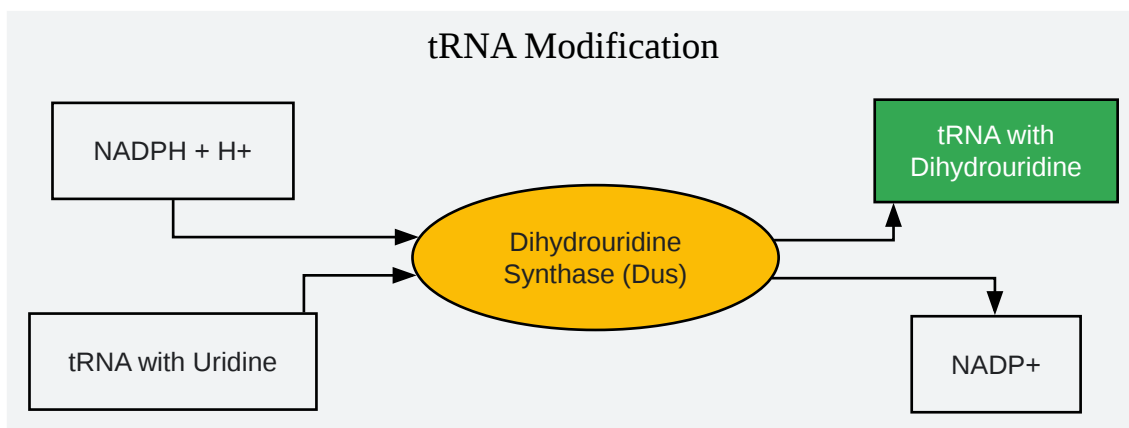 tRNA Modification
NADPH + H+
tRNA with
Dihydrouridine
Dihydrouridine
Synthase (Dus)
tRNA with Uridine
NADP+